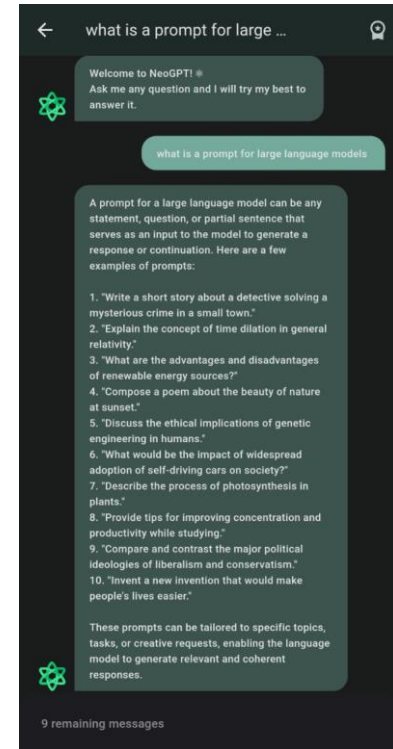 what is a prompt for large ...
Welcome to NeoGPT! ⚛
Ask me any question and I will try my best to
answer it.
what is a prompt for large language models
A prompt for a large language model can be any
statement, question, or partial sentence that
serves as an input to the model to generate a
response or continuation. Here are a few
examples of prompts:
1. "Write a short story about a detective solving a
mysterious crime in a small town."
2. "Explain the concept of time dilation in general
relativity."
3. "What are the advantages and disadvantages
of renewable energy sources?"
4. "Compose a poem about the beauty of nature
at sunset."
5. "Discuss the ethical implications of genetic
engineering in humans."
6. "What would be the impact of widespread
adoption of self-driving cars on society?"
7. "Describe the process of photosynthesis in
plants."
8. "Provide tips for improving concentration and
productivity while studying."
9. "Compare and contrast the major political
ideologies of liberalism and conservatism."
10. "Invent a new invention that would make
people's lives easier."
These prompts can be tailored to specific topics,
tasks, or creative requests, enabling the language
model to generate relevant and coherent
responses.
9 remaining messages